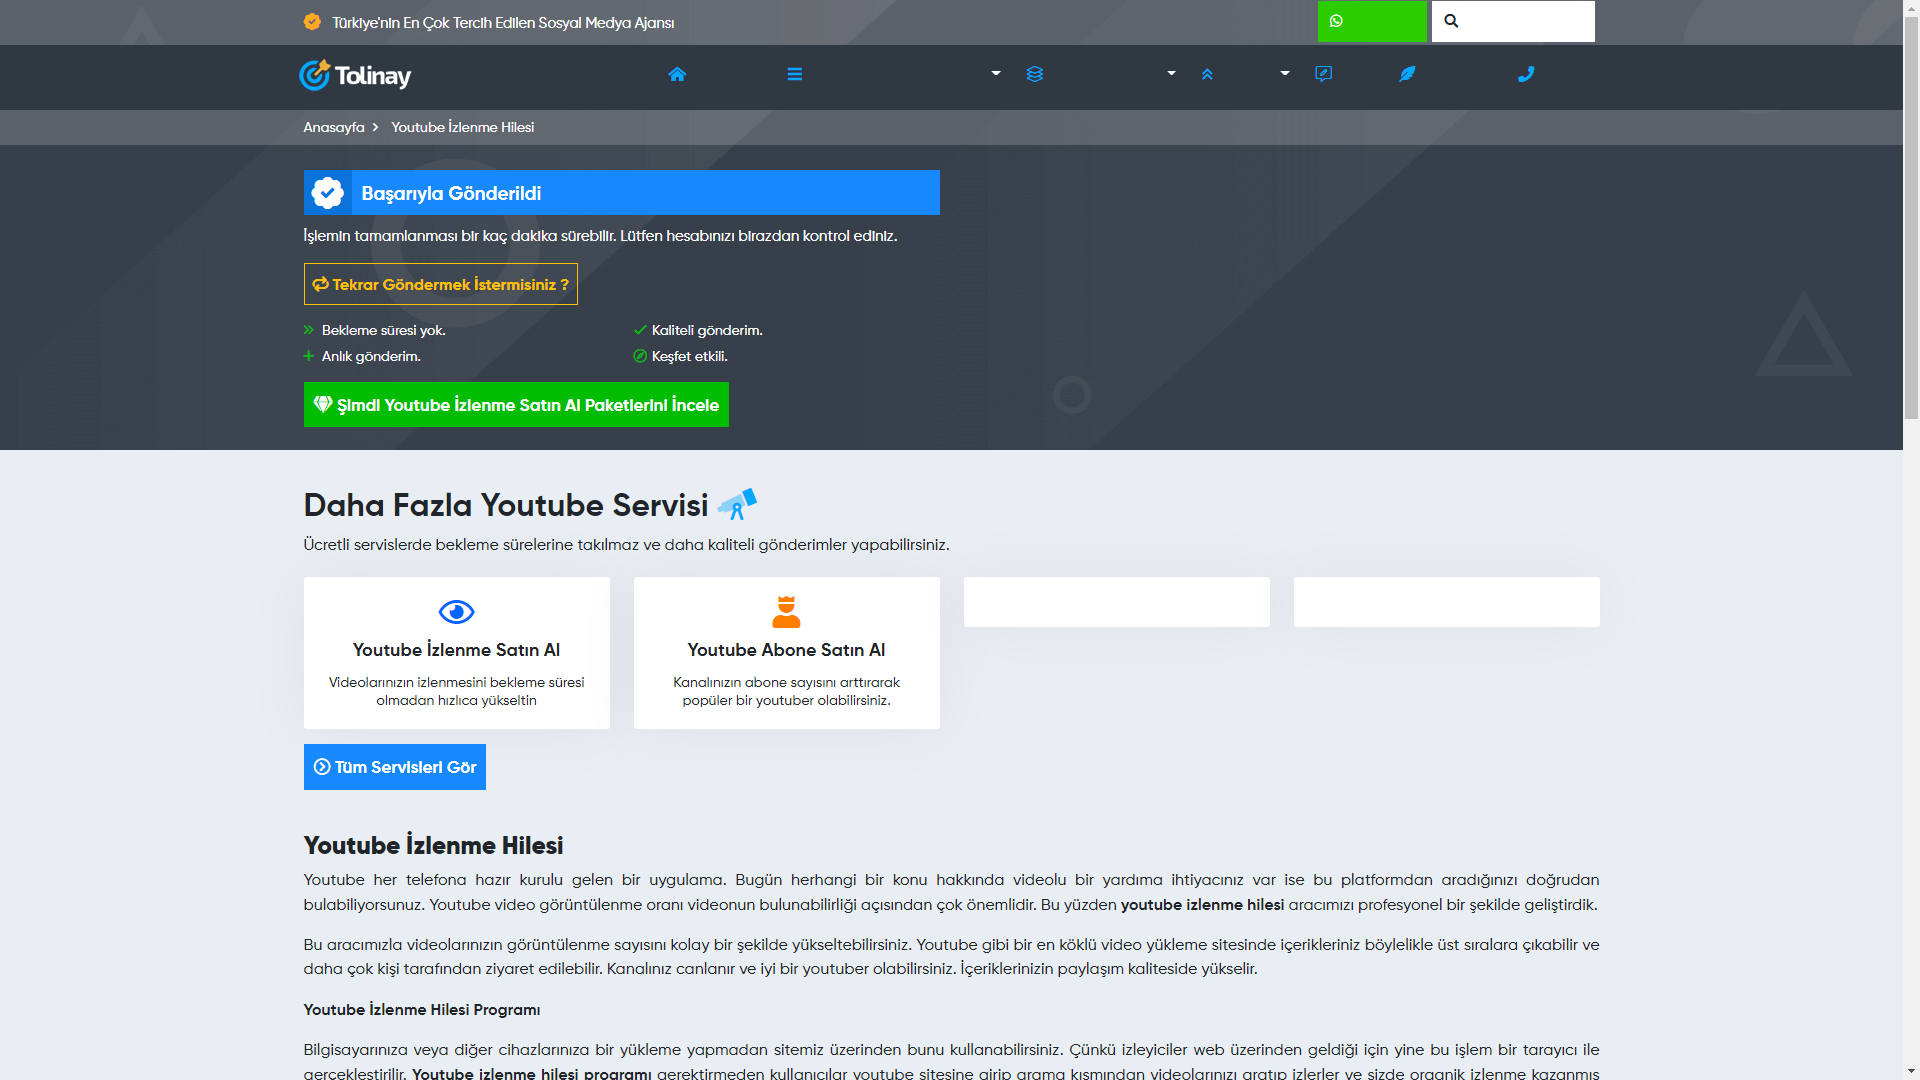 Türkiye'nin En Çok Tercih Edilen Sosyal Medya Ajansı
Tolinay
Anasayfa
Youtube İzlenme Hilesi
Başarıyla Gönderildi
İşlemin tamamlanması bir kaç dakika sürebilir. Lütfen hesabınızı birazdan kontrol ediniz.
Tekrar Göndermek İstermisiniz ?
Bekleme süresi yok.
Kaliteli gönderim.
Anlık gönderim.
Keşfet etkili.
Şimdi Youtube İzlenme Satın Al Paketlerini İncele
Daha Fazla Youtube Servisi
Ücretli servislerde bekleme sürelerine takılmaz ve daha kaliteli gönderimler yapabilirsiniz.
Youtube İzlenme Satın Al
Videolarınızın izlenmesini bekleme süresi
olmadan hızlıca yükseltin
Youtube Abone Satın Al
Kanalınızın abone sayısını arttırarak
popüler bir youtuber olabilirsiniz.
Tüm Servisleri Gör
Youtube İzlenme Hilesi
Youtube her telefona hazır kurulu gelen bir uygulama. Bugün herhangi bir konu hakkında videolu bir yardıma ihtiyacınız var ise bu platformdan aradığınızı doğrudan
bulabiliyorsunuz. Youtube video görüntülenme oranı videonun bulunabilirliği açısından çok önemlidir. Bu yüzden youtube izlenme hilesi aracımızı profesyonel bir şekilde geliştirdik.
Bu aracımızla videolarınızın görüntülenme sayısını kolay bir şekilde yükseltebilirsiniz. Youtube gibi bir en köklü video yükleme sitesinde içerikleriniz böylelikle üst sıralara çıkabilir ve
daha çok kişi tarafından ziyaret edilebilir. Kanalınız canlanır ve iyi bir youtuber olabilirsiniz. İçeriklerinizin paylaşım kaliteside yükselir.
Youtube İzlenme Hilesi Programı
Bilgisayarınıza veya diğer cihazlarınıza bir yükleme yapmadan sitemiz üzerinden bunu kullanabilirsiniz. Çünkü izleyiciler web üzerinden geldiği için yine bu işlem bir tarayıcı ile
gerçekleştirilir. Youtube izlenme hilesi programı gerektirmeden kullanıcılar youtube sitesine girip arama kısmından videolarınızı aratıp izlerler ve sizde organik izlenme kazanmış